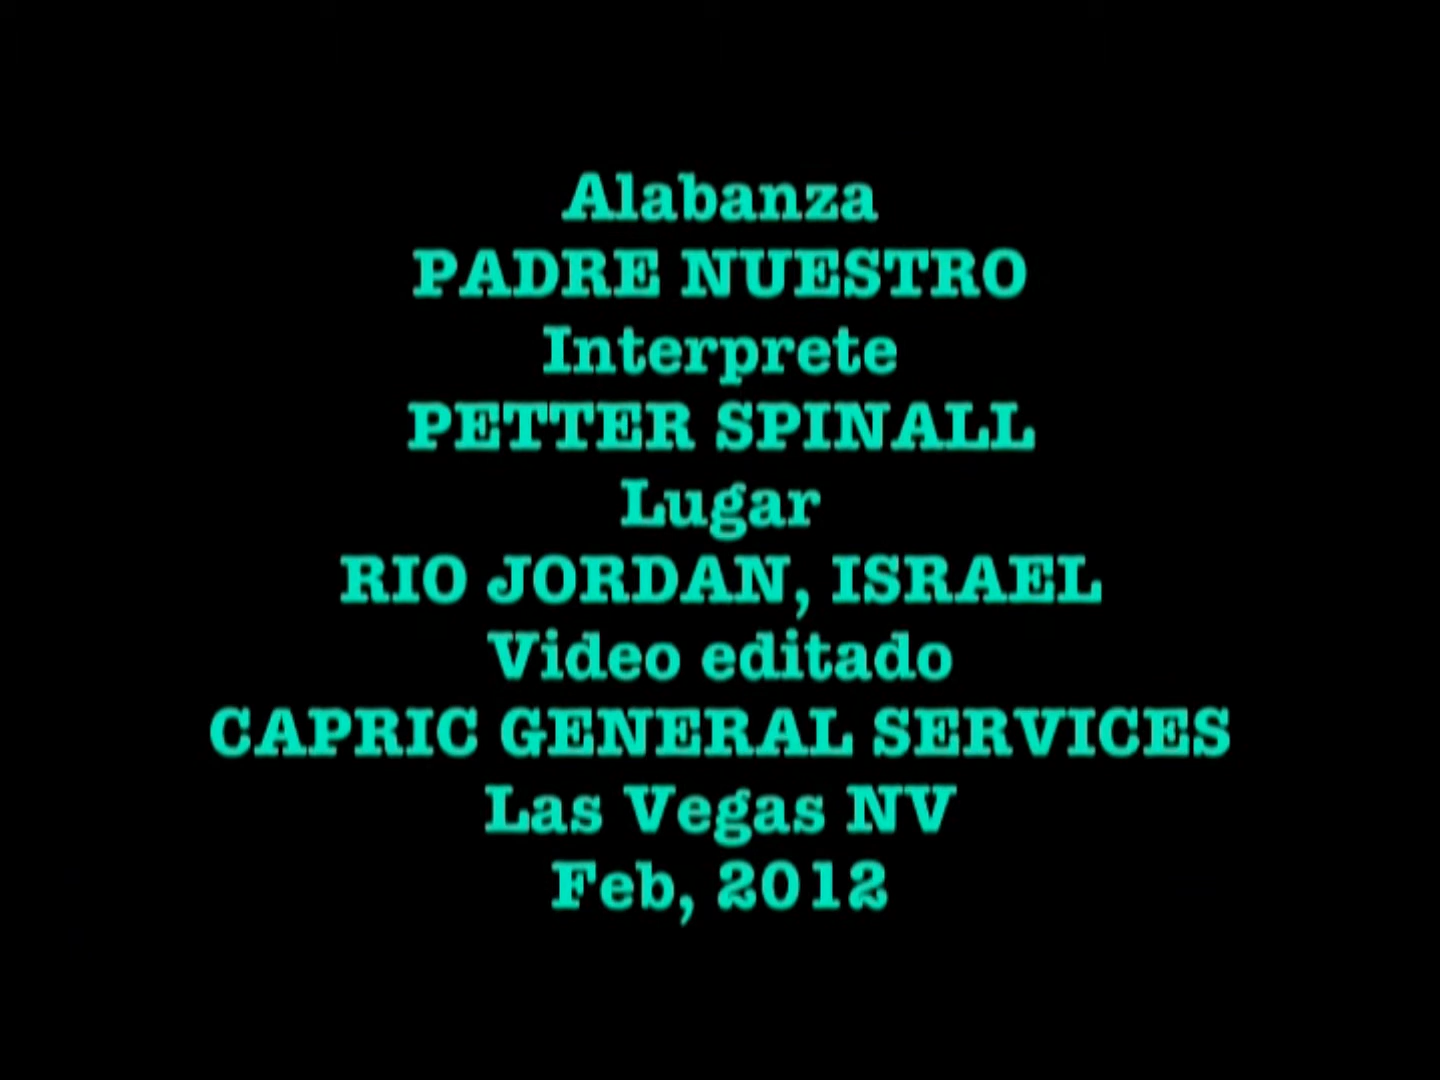 Alabanza
PADRE NUESTRO
Interprete
PETTER SPINALL
Lugar
RIO JORDAN, ISRAEL
Video editado
CAPRIC GENERAL SERVICES
Las Vegas NV
Feb, 2012